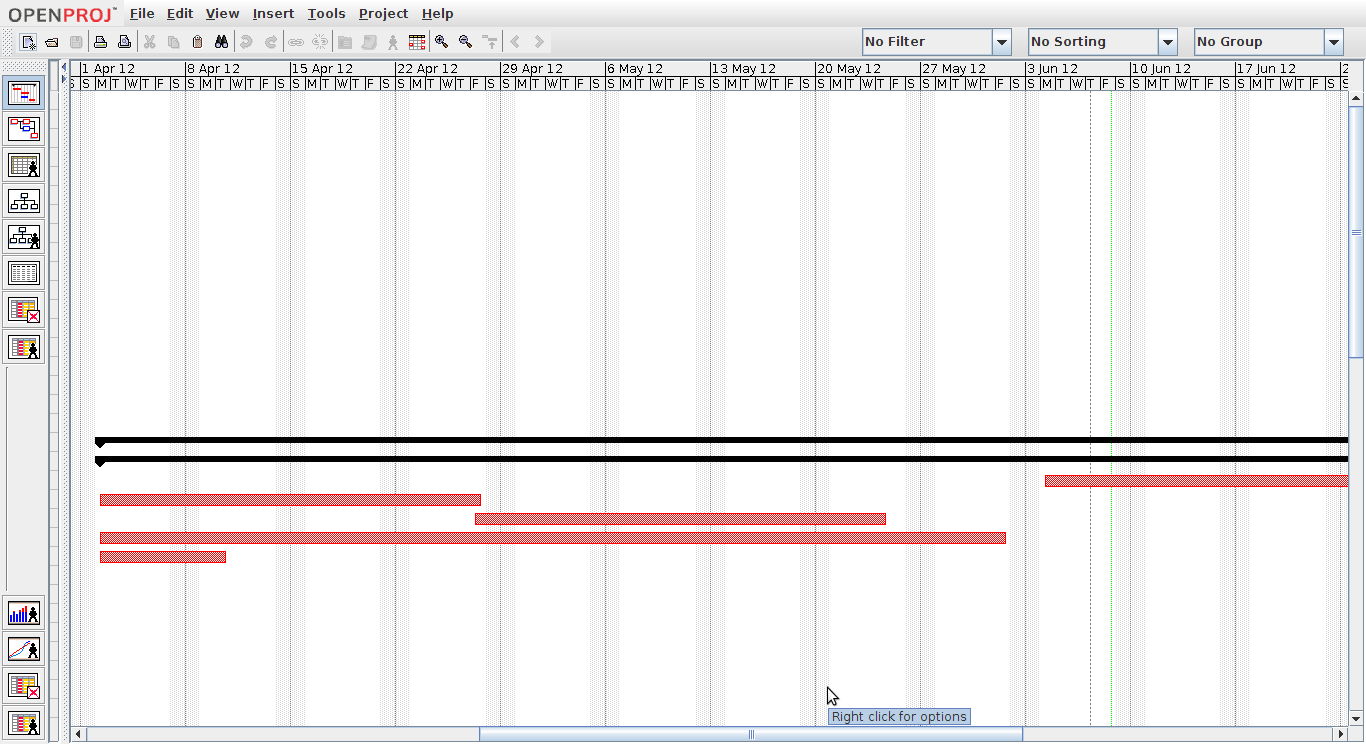 OPENPROJ™ File Edit View Insert Tools Project Help
No Filter No Sorting No Group
1 Apr 12 8 Apr 12 15 Apr 12 22 Apr 12 29 Apr 12 6 May 12 13 May 12 20 May 12 27 May 12 3 Jun 12 10 Jun 12 17 Jun 12 2
S S M T W T F S S M T W T F S S M T W T F S S M T W T F S S M T W T F S S M T W T F S S M T W T F S S M T W T F S S M T W T F S S M T W T F S S M T W T F S S M T W T F S S
Right click for options